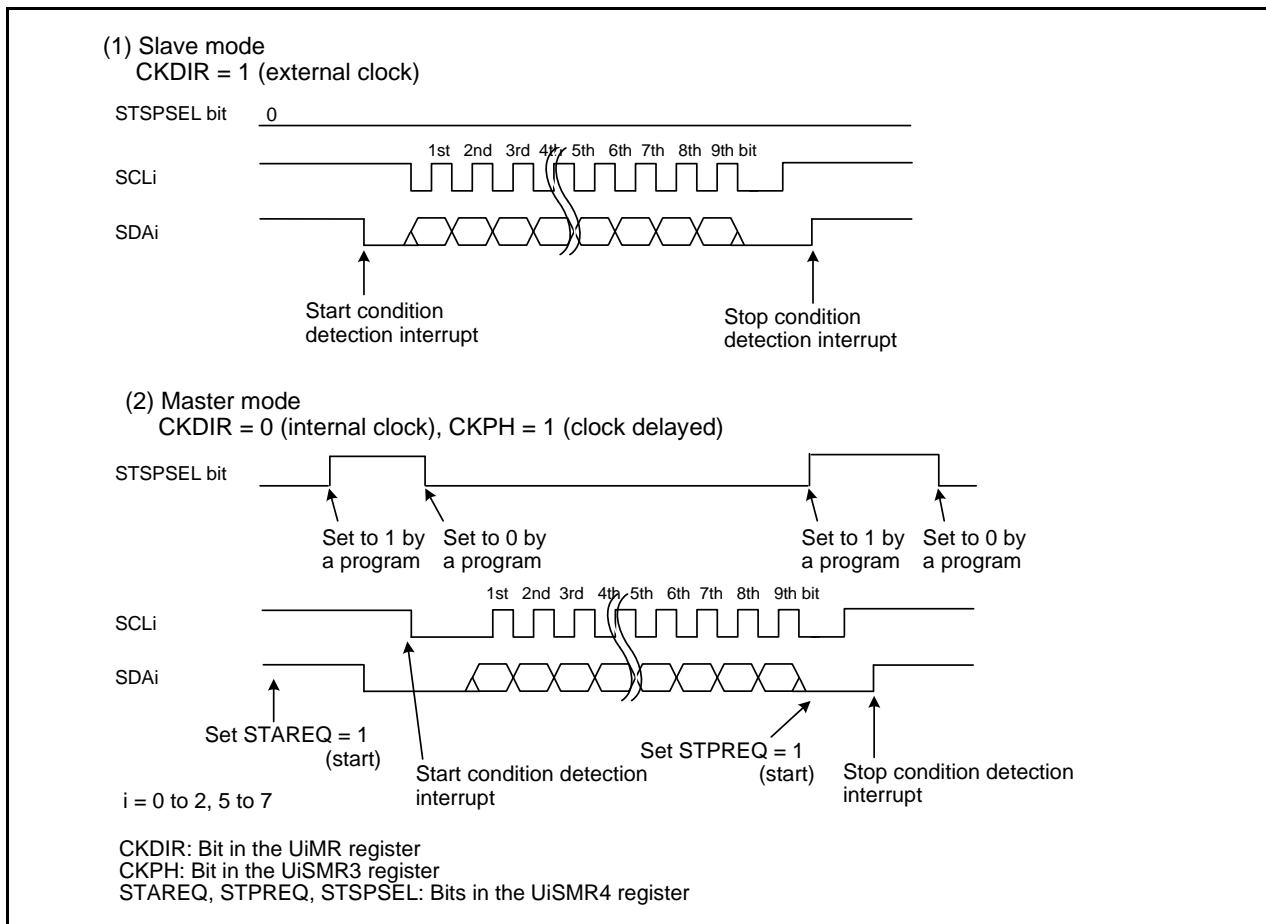 (1) Slave mode
CKDIR = 1 (external clock)
STSPSEL bit 0
1st 2nd 3rd 4th 5th 6th 7th 8th 9th bit
SCLi
SDAi
Start condition
detection interrupt
Stop condition
detection interrupt
(2) Master mode
CKDIR = 0 (internal clock), CKPH = 1 (clock delayed)
STSPSEL bit
Set to 1 by
a program
Set to 0 by
a program
Set to 1 by
a program
Set to 0 by
a program
1st 2nd 3rd 4th 5th 6th 7th 8th 9th bit
SCLi
SDAi
Set STAREQ = 1
(start)
Start condition detection
interrupt
Set STPREQ = 1
(start)
Stop condition detection
interrupt
i = 0 to 2, 5 to 7
CKDIR: Bit in the UiMR register
CKPH: Bit in the UiSMR3 register
STAREQ, STPREQ, STSPSEL: Bits in the UiSMR4 register